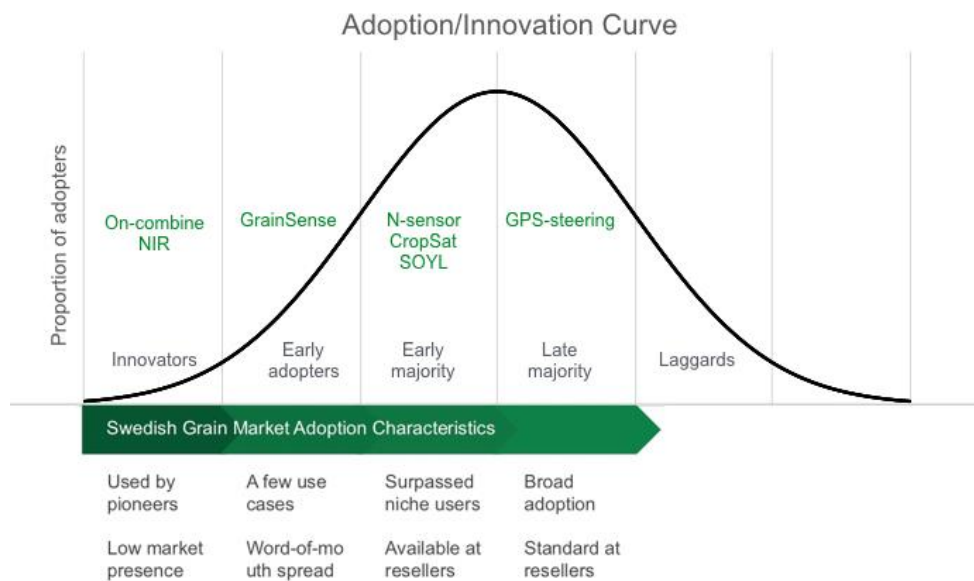 Adoption/Innovation Curve
Proportion of adopters
On-combine
NIR
GrainSense
N-sensor
CropSat
SOYL
GPS-steering
Innovators
Early
adopters
Early
majority
Late
majority
Laggards
Swedish Grain Market Adoption Characteristics
Used by
pioneers
A few use
cases
Surpassed
niche users
Broad
adoption
Low market
presence
Word-of-mo
uth spread
Available at
resellers
Standard at
resellers